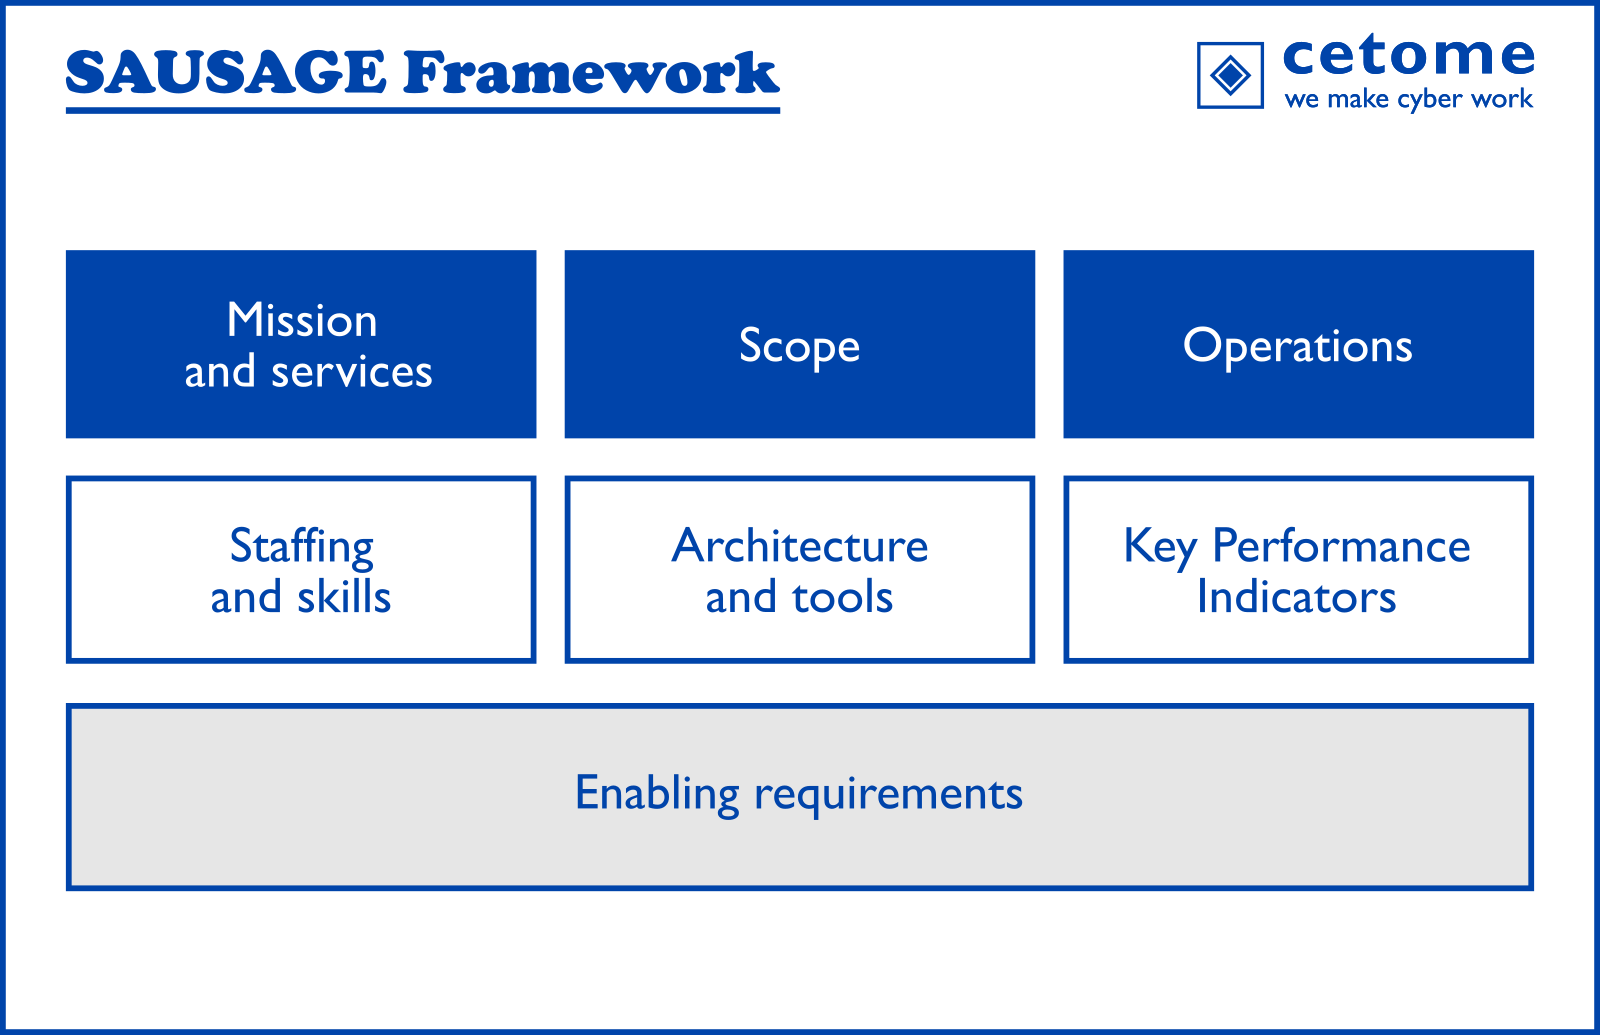 SAUSAGE Framework
cetome
we make cyber work
Mission
and services
Scope
Operations
Staffing
and skills
Architecture
and tools
Key Performance
Indicators
Enabling requirements